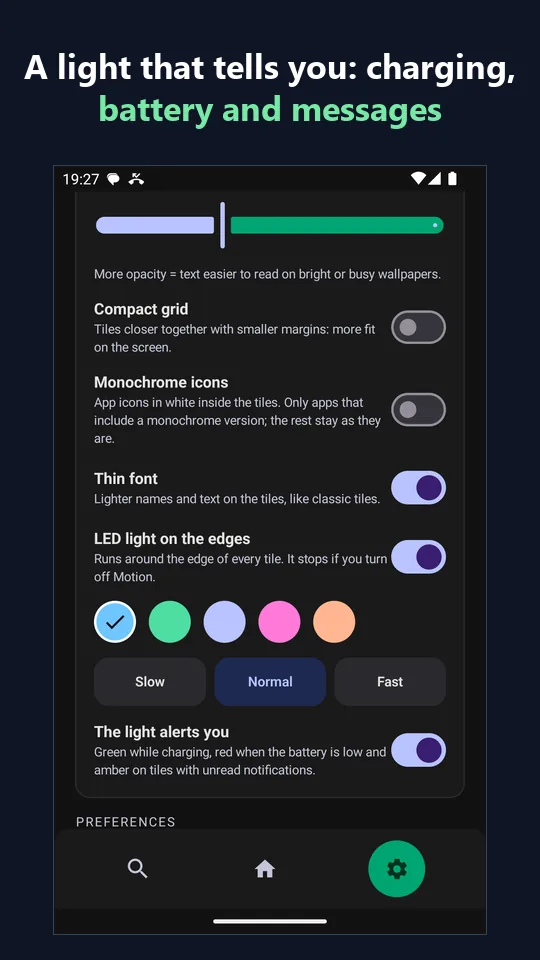 A light that tells you: charging,
battery and messages
19:27
More opacity = text easier to read on bright or busy wallpapers.
Compact grid
Tiles closer together with smaller margins: more fit
on the screen.
Monochrome icons
App icons in white inside the tiles. Only apps that
include a monochrome version; the rest stay as they
are.
Thin font
Lighter names and text on the tiles, like classic tiles.
LED light on the edges
Runs around the edge of every tile. It stops if you turn
off Motion.
Slow
Normal
Fast
The light alerts you
Green while charging, red when the battery is low and
amber on tiles with unread notifications.
PREFERENCES